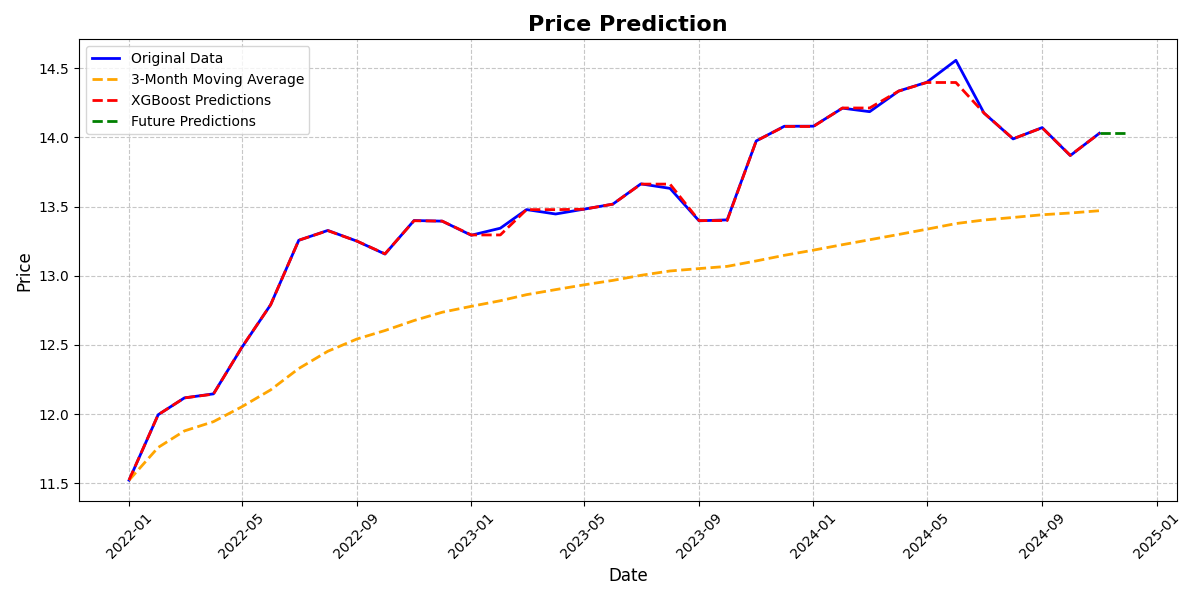 Price Prediction
Original Data
3-Month Moving Average
XGBoost Predictions
Future Predictions
Price
14.5
14.0
13.5
13.0
12.5
12.0
11.5
2022-01
2022-05
2022-09
2023-01
2023-05
2023-09
2024-01
2024-05
2024-09
2025-01
Date